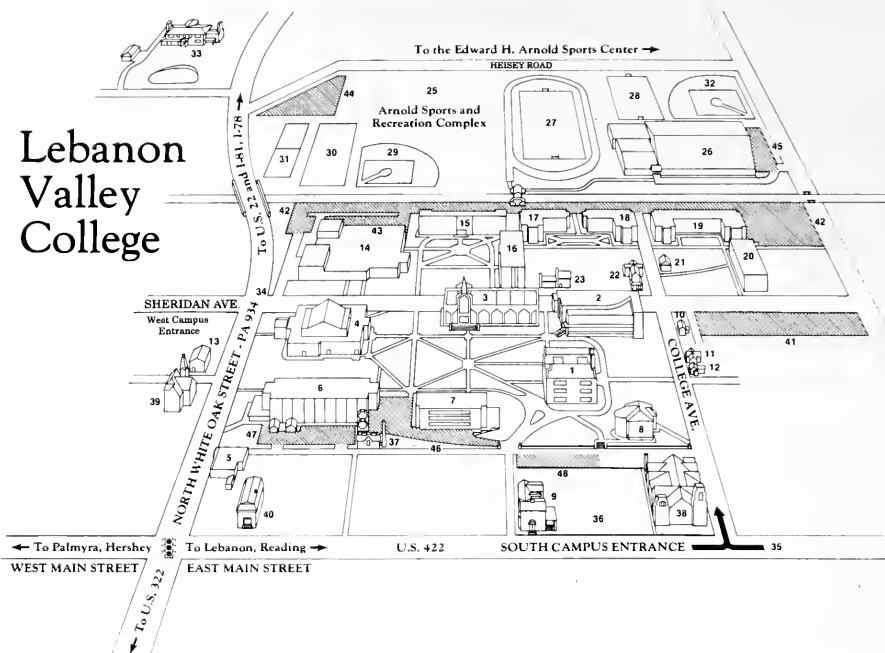 Lebanon
Valley
College
To the Edward H. Arnold Sports Center →
HEISEY ROAD
33
44
25
28
32
Arnold Sports and
Recreation Complex
27
31
30
29
26
45
To U.S. 22 and I-81, I-78
42
43
14
15
16
17
18
19
20
42
21
22
23
34
SHERIDAN AVE.
West Campus
Entrance
13
39
4
3
2
10
11
12
41
COLLEGE AVE.
1
6
7
8
NORTH WHITE OAK STREET - PA 934
47
37
46
5
40
48
9
36
38
← To Palmyra, Hershey
To Lebanon, Reading →
U.S. 422
SOUTH CAMPUS ENTRANCE
35
WEST MAIN STREET
EAST MAIN STREET
← To U.S. 322